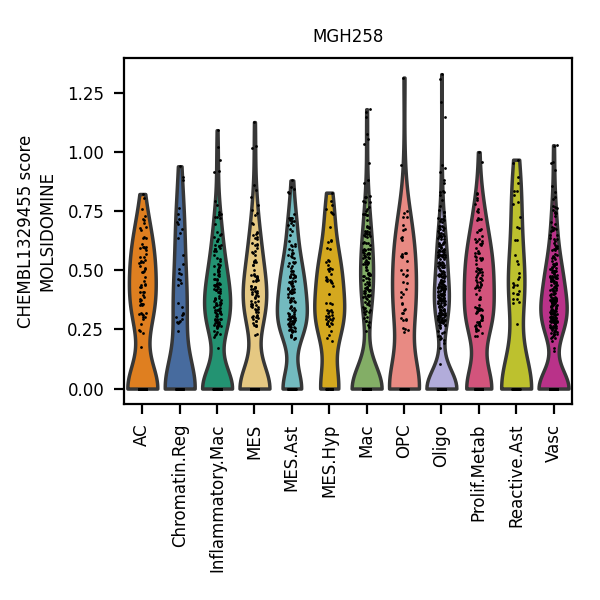 MGH258
CHEMBL1329455 score
MOLSIDOMINE
1.25
1.00
0.75
0.50
0.25
0.00
AC
Chromatin.Reg
Inflammatory.Mac
MES
MES.Ast
MES.Hyp
Mac
OPC
Oligo
Prolif.Metab
Reactive.Ast
Vasc